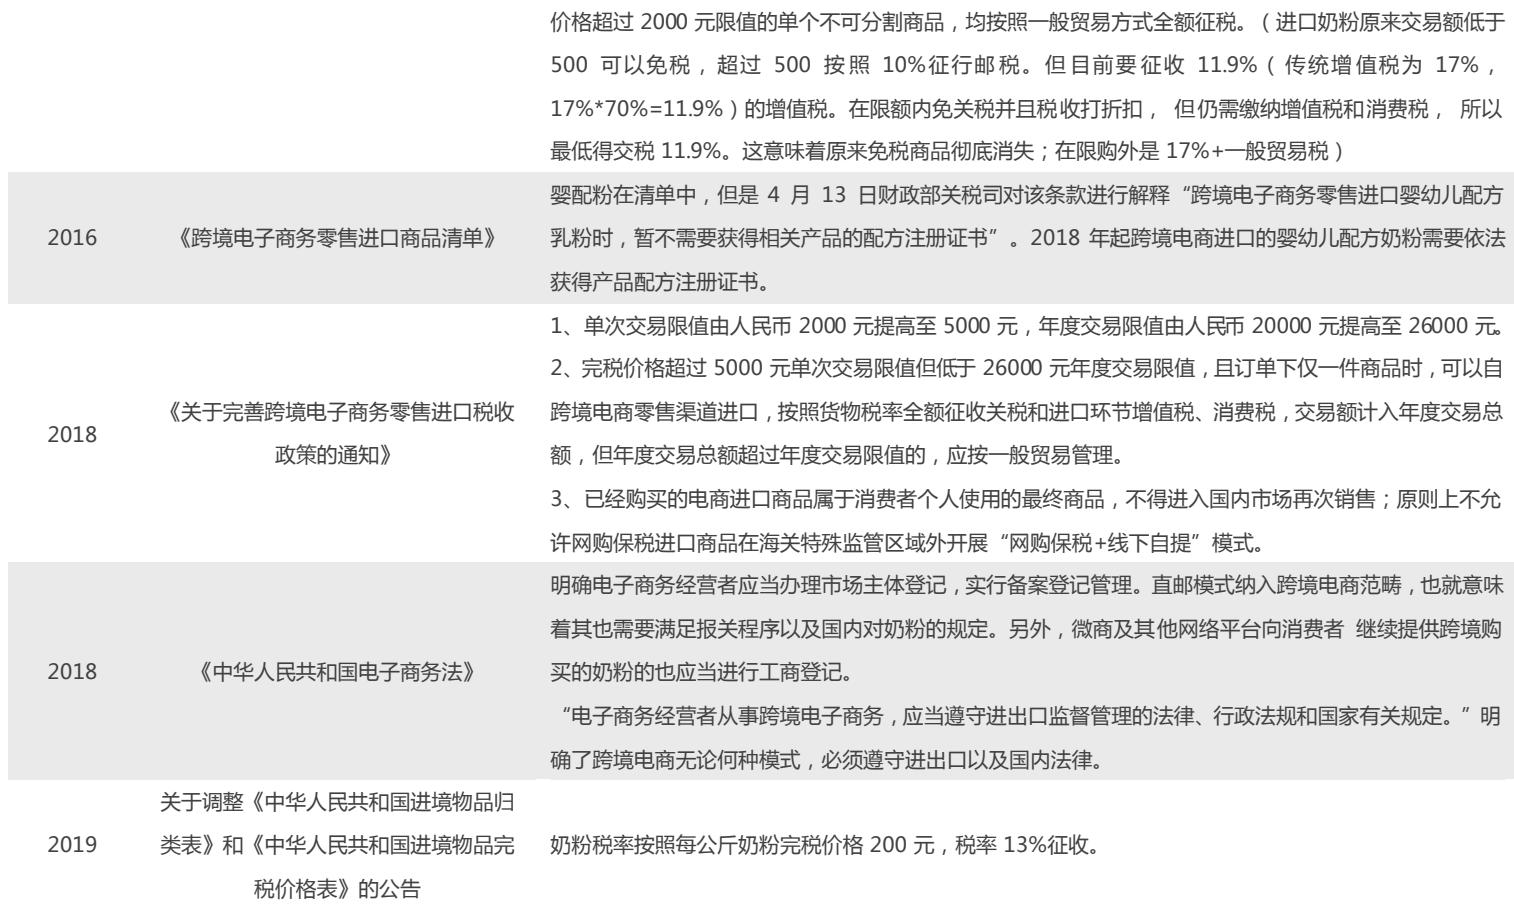 价格超过 2000 元限值的单个不可分割商品，均按照一般贸易方式全额征税。（进口奶粉原来交易额低于
500 可以免税，超过 500 按照 10%征行邮税。但目前要征收 11.9%（传统增值税为 17%，
17%*70%=11.9%）的增值税。在限额内免关税并且税收打折扣， 但仍需缴纳增值税和消费税， 所以
最低得交税 11.9%。这意味着原来免税商品彻底消失；在限购外是 17%+一般贸易税）
2016
《跨境电子商务零售进口商品清单》
婴配粉在清单中，但是 4 月 13 日财政部关税司对该条款进行解释“跨境电子商务零售进口婴幼儿配方
乳粉时，暂不需要获得相关产品的配方注册证书”。2018 年起跨境电商进口的婴幼儿配方奶粉需要依法
获得产品配方注册证书。
2018
《关于完善跨境电子商务零售进口税收
政策的通知》
1、单次交易限值由人民币 2000 元提高至 5000 元，年度交易限值由人民币 20000 元提高至 26000 元。
2、完税价格超过 5000 元单次交易限值但低于 26000 元年度交易限值，且订单下仅一件商品时，可以自
跨境电商零售渠道进口，按照货物税率全额征收关税和进口环节增值税、消费税，交易额计入年度交易总
额，但年度交易总额超过年度交易限值的，应按一般贸易管理。
3、已经购买的电商进口商品属于消费者个人使用的最终商品，不得进入国内市场再次销售；原则上不允
许网购保税进口商品在海关特殊监管区域外开展“网购保税+线下自提”模式。
2018
《中华人民共和国电子商务法》
明确电子商务经营者应当办理市场主体登记，实行备案登记管理。直邮模式纳入跨境电商范畴，也就意味
着其也需要满足报关程序以及国内对奶粉的规定。另外，微商及其他网络平台向消费者 继续提供跨境购
买的奶粉的也应当进行工商登记。
“电子商务经营者从事跨境电子商务，应当遵守进出口监督管理的法律、行政法规和国家有关规定。”明
确了跨境电商无论何种模式，必须遵守进出口以及国内法律。
2019
关于调整《中华人民共和国进境物品归
类表》和《中华人民共和国进境物品完
税价格表》的公告
奶粉税率按照每公斤奶粉完税价格 200 元，税率 13%征收。